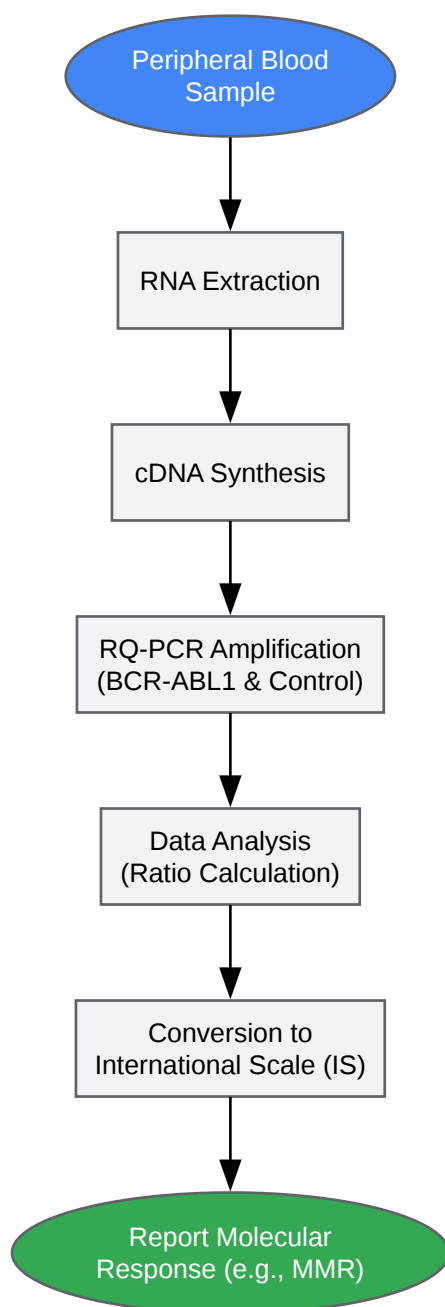 Peripheral Blood
Sample
RNA Extraction
cDNA Synthesis
RQ-PCR Amplification
(BCR-ABL1 & Control)
Data Analysis
(Ratio Calculation)
Conversion to
International Scale (IS)
Report Molecular
Response (e.g., MMR)